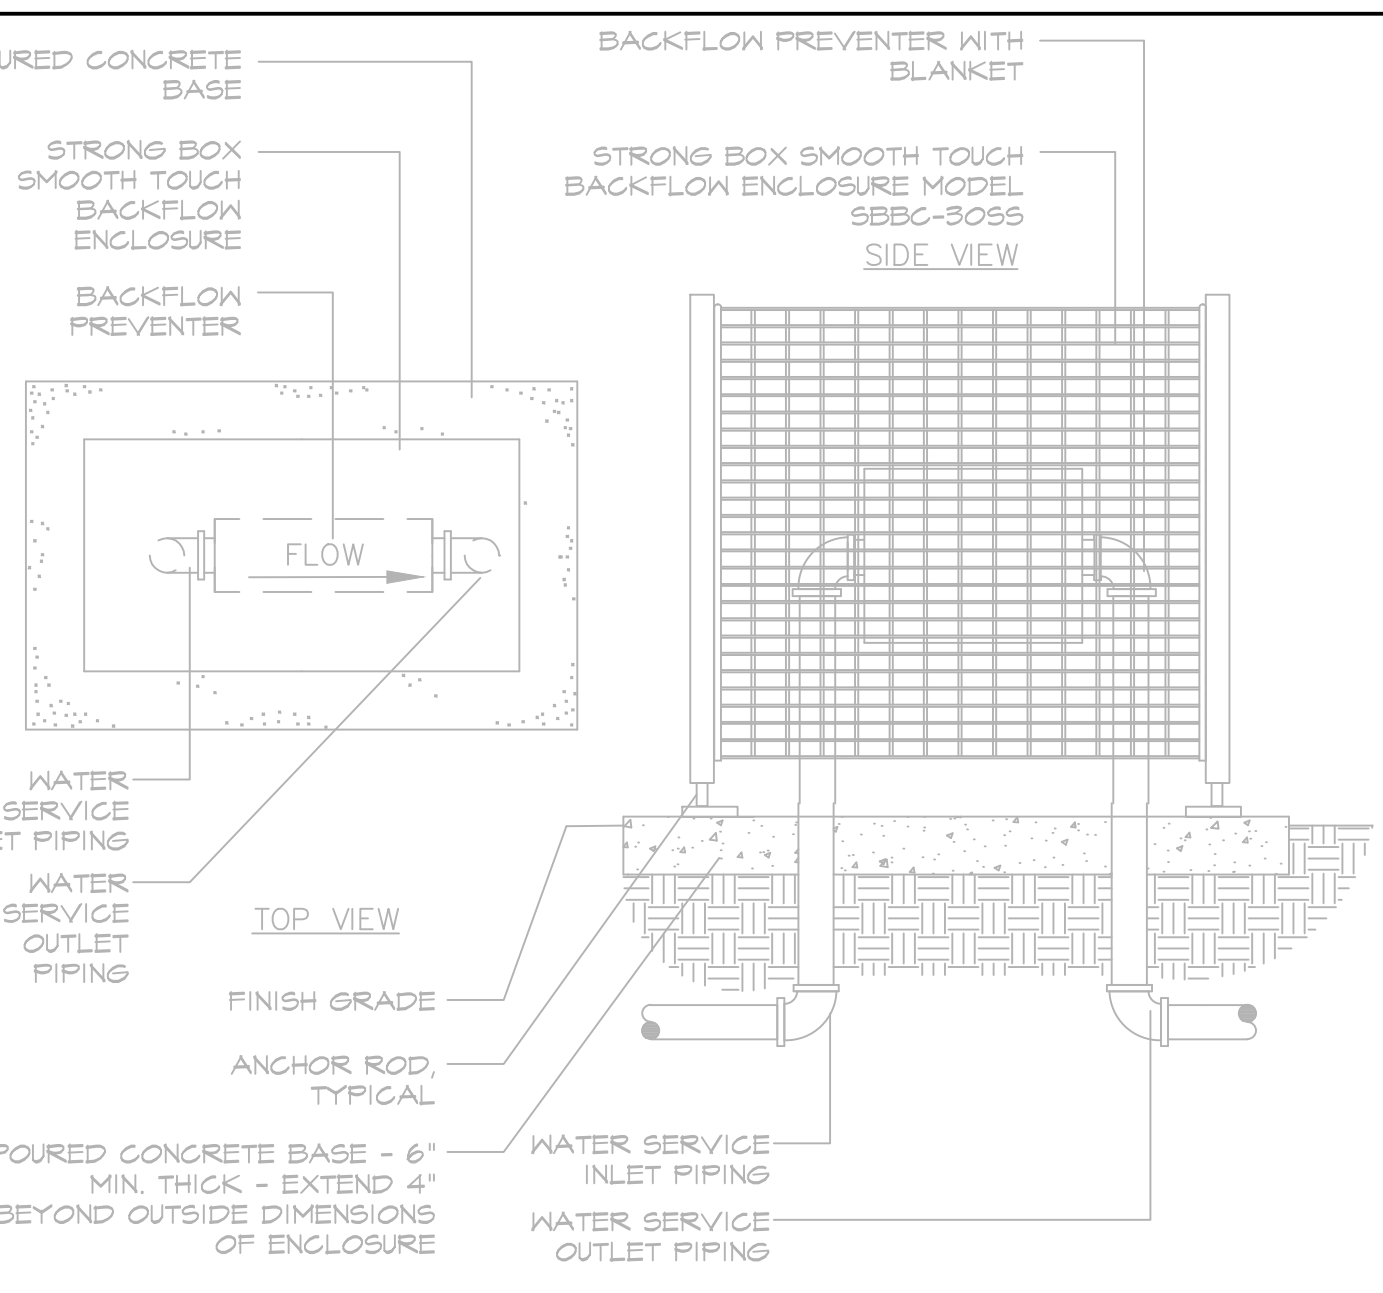 URED CONCRETE
BASE
STRONG BOX
SMOOTH TOUCH
BACKFLOW
ENCLOSURE
BACKFLOW
PREVENTER
FLOW
WATER
SERVICE
ET PIPING
WATER
SERVICE
OUTLET
PIPING
TOP VIEW
BACKFLOW PREVENTER WITH
BLANKET
STRONG BOX SMOOTH TOUCH
BACKFLOW ENCLOSURE MODEL
SBBC-30SS
SIDE VIEW
FINISH GRADE
ANCHOR ROD,
TYPICAL
POURED CONCRETE BASE - 6"
MIN. THICK - EXTEND 4"
BEYOND OUTSIDE DIMENSIONS
OF ENCLOSURE
WATER SERVICE
INLET PIPING
WATER SERVICE
OUTLET PIPING